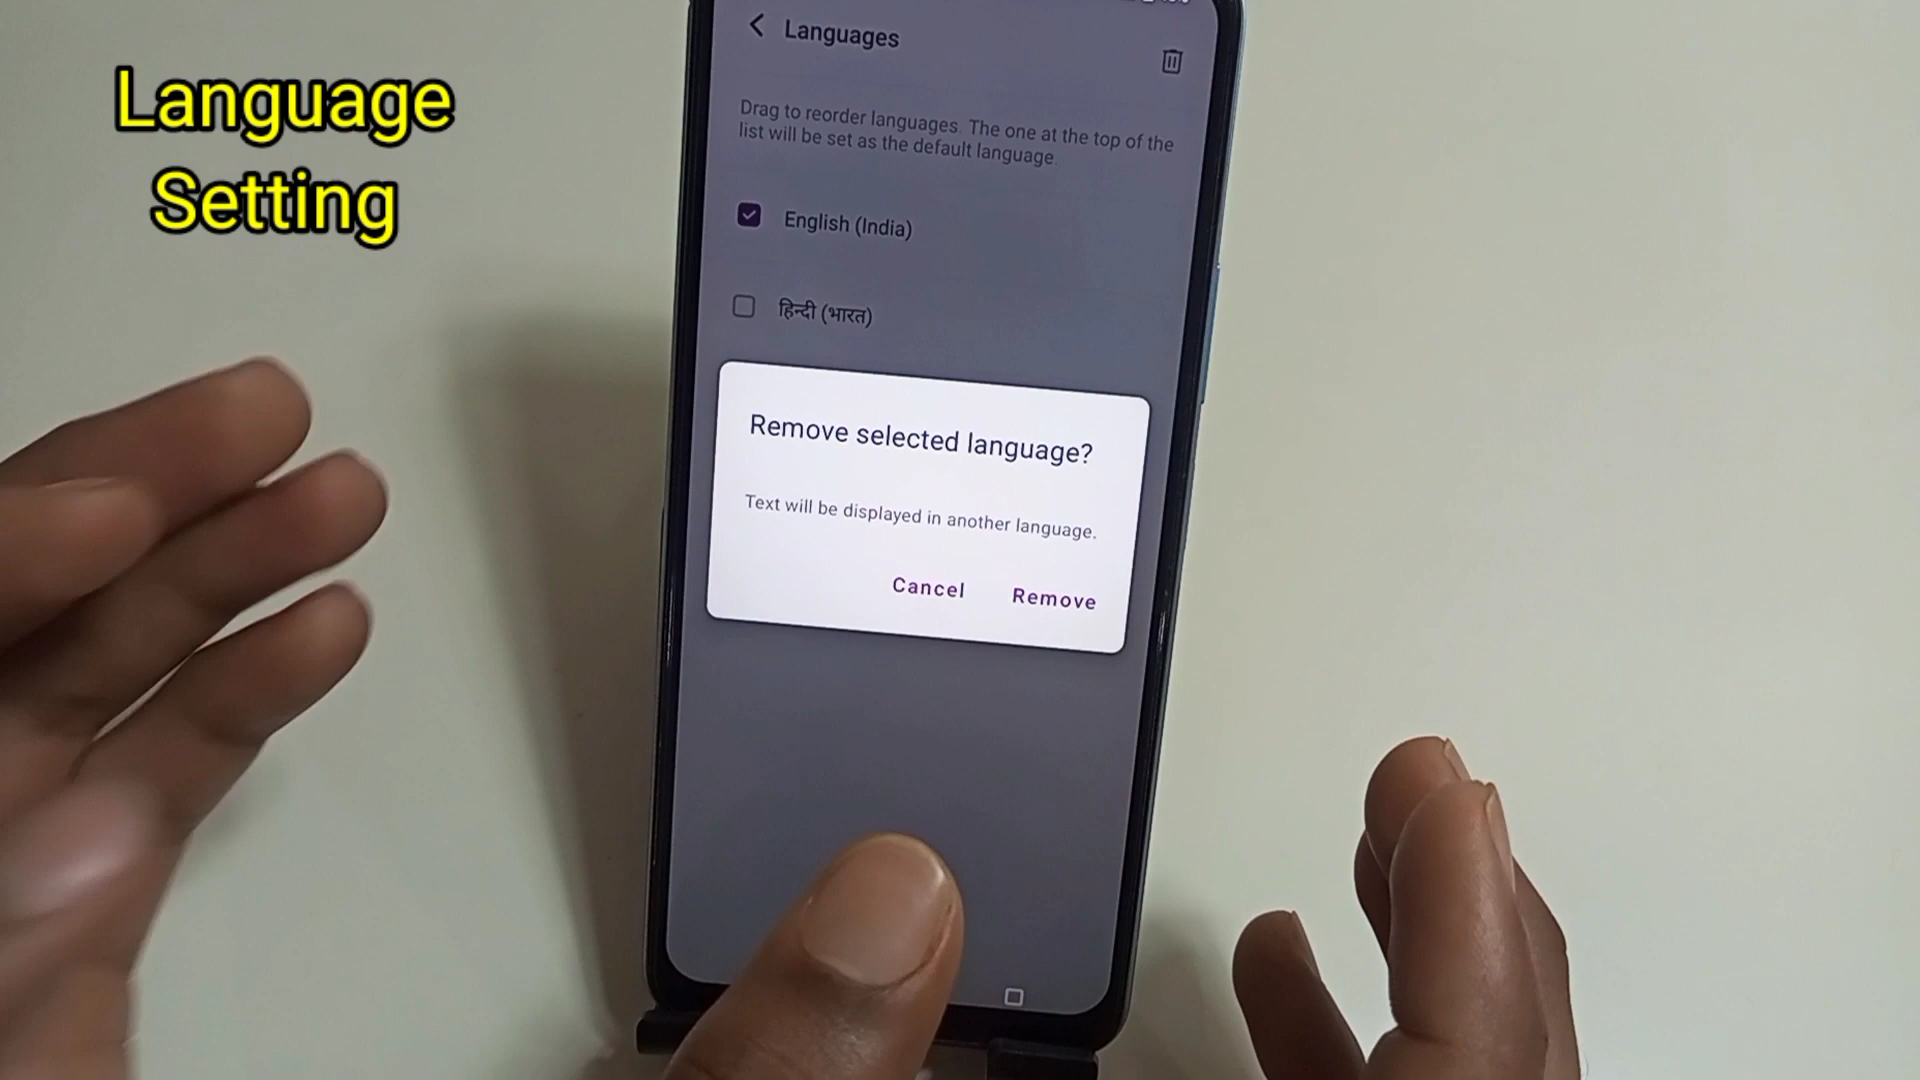 Language
Setting
Languages
Drag to reorder languages. The one at the top of the
list will be set as the default language.
English (India)
हिन्दी (भारत)
Remove selected language?
Text will be displayed in another language.
Cancel Remove